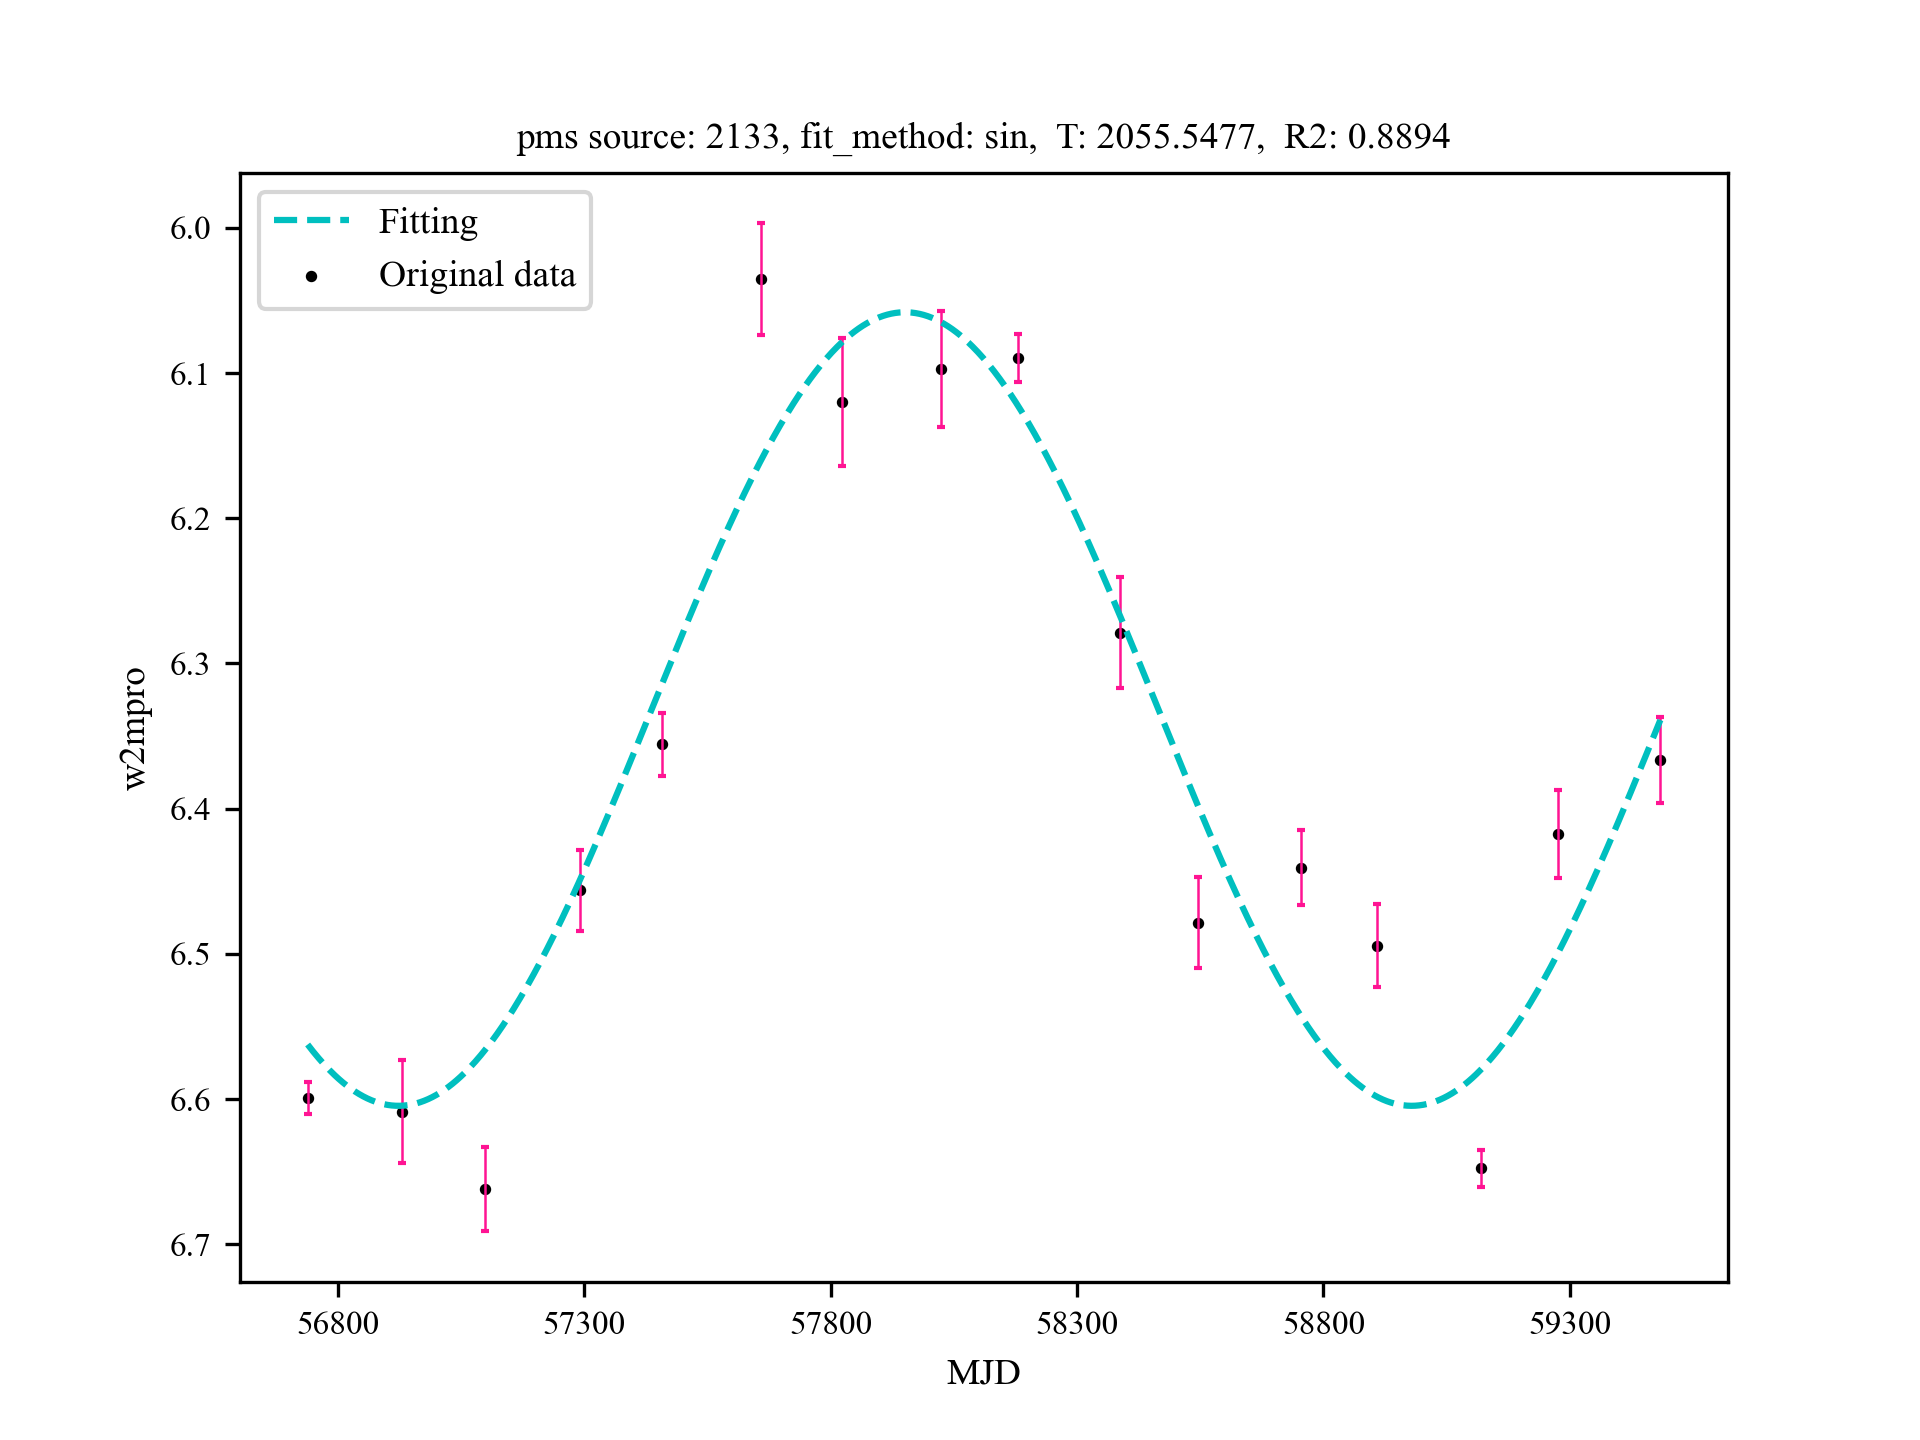 pms source: 2133, fit_method: sin,  T: 2055.5477,  R2: 0.8894
Fitting
Original data
6.0
6.1
6.2
6.3
6.4
6.5
6.6
6.7
w2mpro
56800 57300 57800 58300 58800 59300
MJD